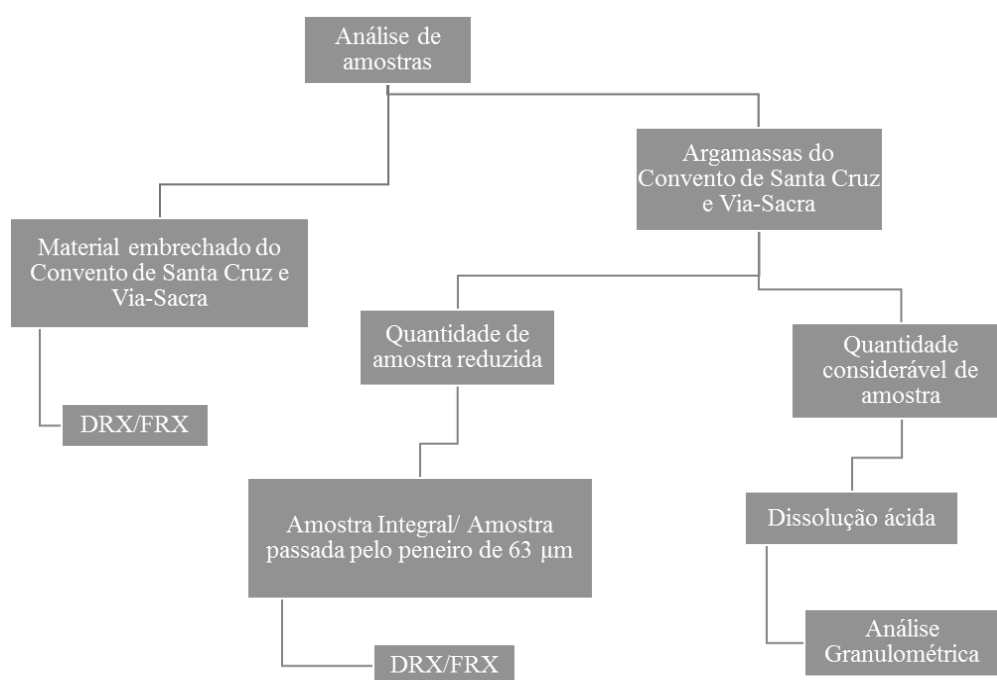 Análise de
amostras
Argamassas do
Convento de Santa Cruz
e Via-Sacra
Material embrechado do
Convento de Santa Cruz e
Via-Sacra
Quantidade de
amostra reduzida
Quantidade
considerável de
amostra
DRX/FRX
Amostra Integral/ Amostra
passada pelo peneiro de 63 µm
Dissolução ácida
DRX/FRX
Análise
Granulométrica